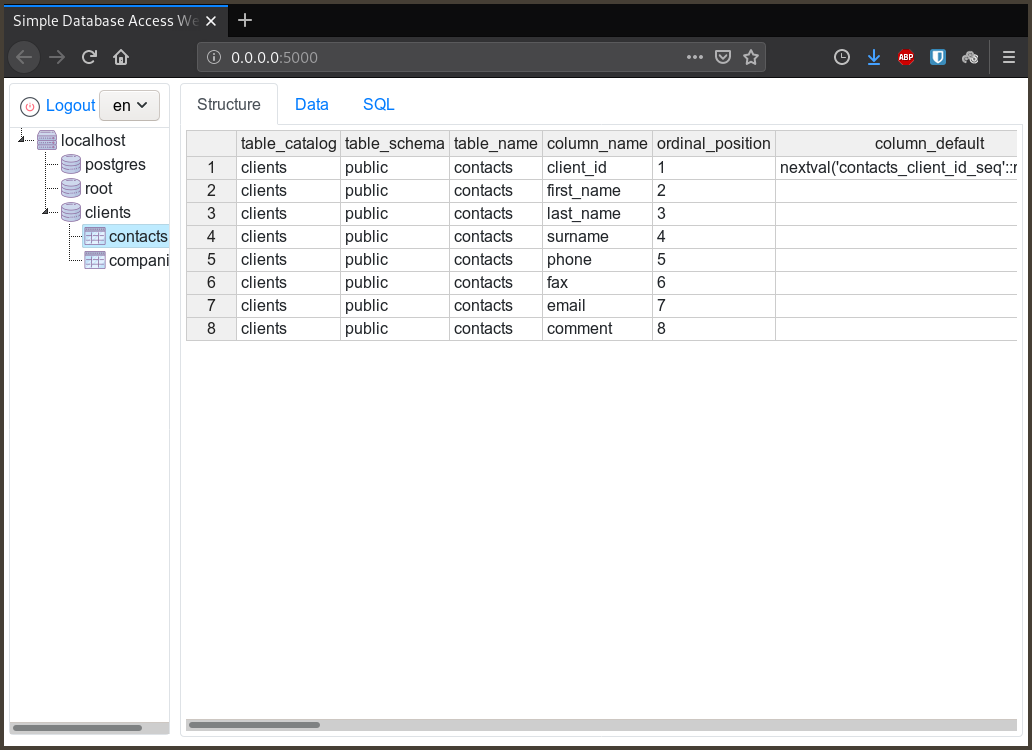 Simple Database Access We
0.0.0.0:5000
ABP
Logout en
localhost
postgres
root
clients
contacts
compani
Structure Data SQL
table_catalog table_schema table_name column_name ordinal_position column_default
1 clients public contacts client_id 1 nextval('contacts_client_id_seq'::r
2 clients public contacts first_name 2
3 clients public contacts last_name 3
4 clients public contacts surname 4
5 clients public contacts phone 5
6 clients public contacts fax 6
7 clients public contacts email 7
8 clients public contacts comment 8